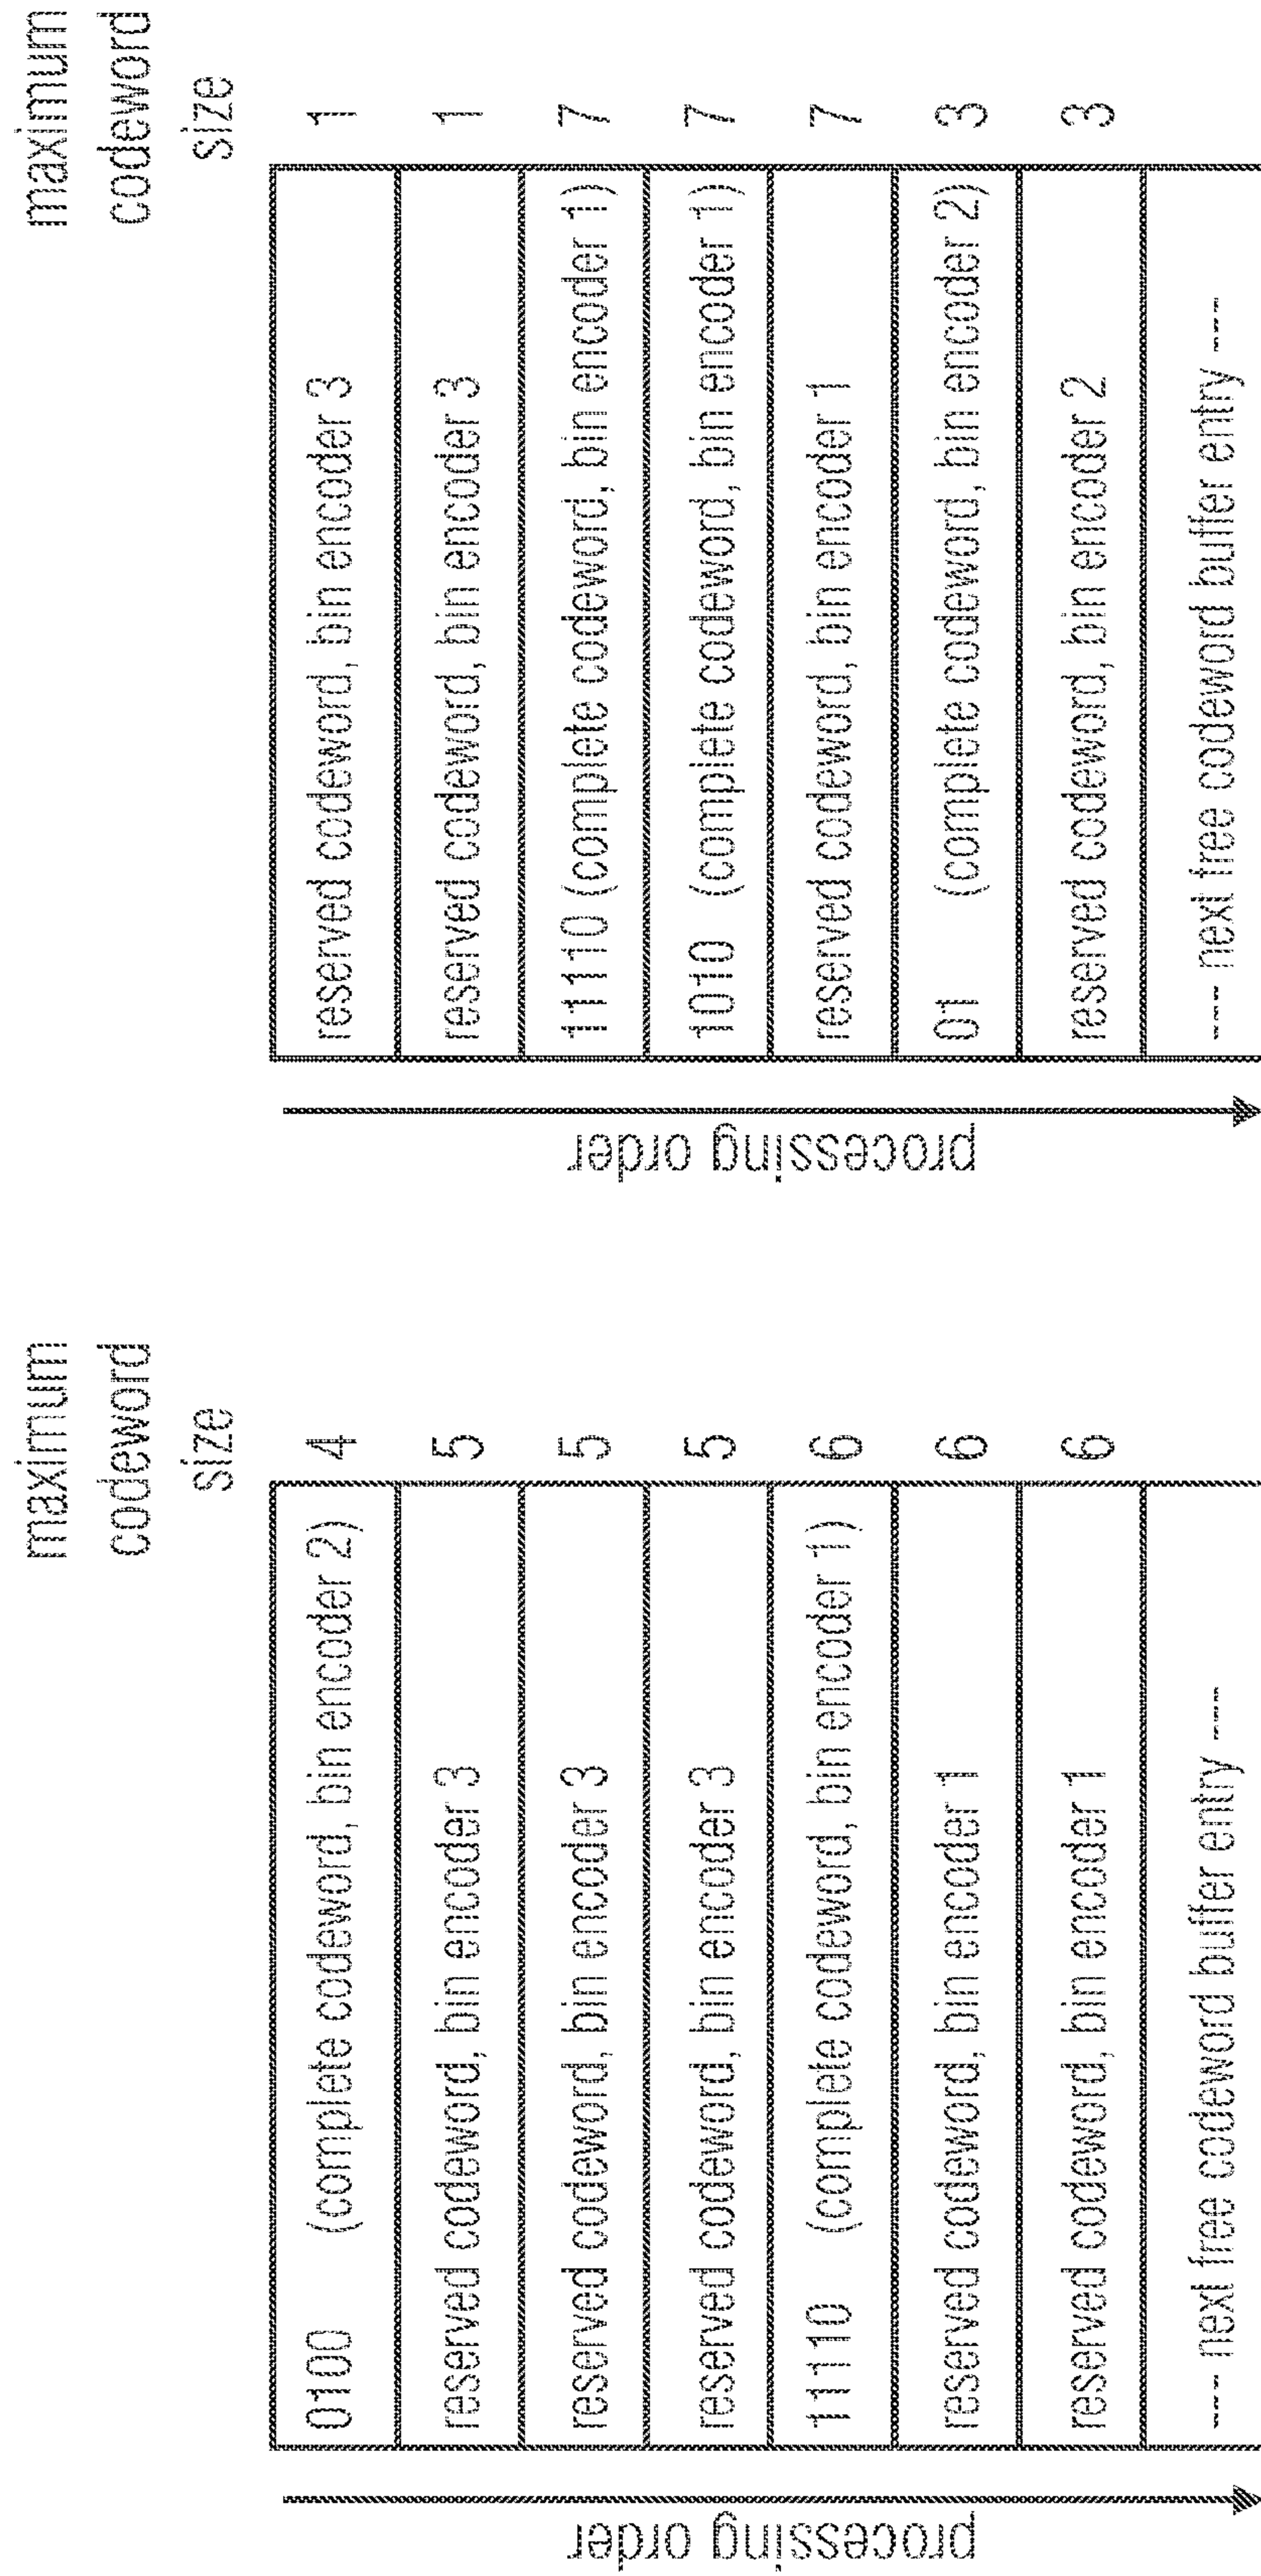 maximum
codeword
size
0100 (complete codeword, bin encoder 2) 4
reserved codeword, bin encoder 3 5
reserved codeword, bin encoder 3 5
reserved codeword, bin encoder 3 5
11110 (complete codeword, bin encoder 1) 6
reserved codeword, bin encoder 1 6
reserved codeword, bin encoder 1 6
---- next free codeword buffer entry ----
processing order
maximum
codeword
size
reserved codeword, bin encoder 3 1
reserved codeword, bin encoder 3 1
11110 (complete codeword, bin encoder 1) 7
1010 (complete codeword, bin encoder 1) 7
reserved codeword, bin encoder 1 7
01 (complete codeword, bin encoder 2) 3
reserved codeword, bin encoder 2 3
---- next free codeword buffer entry ----
processing order